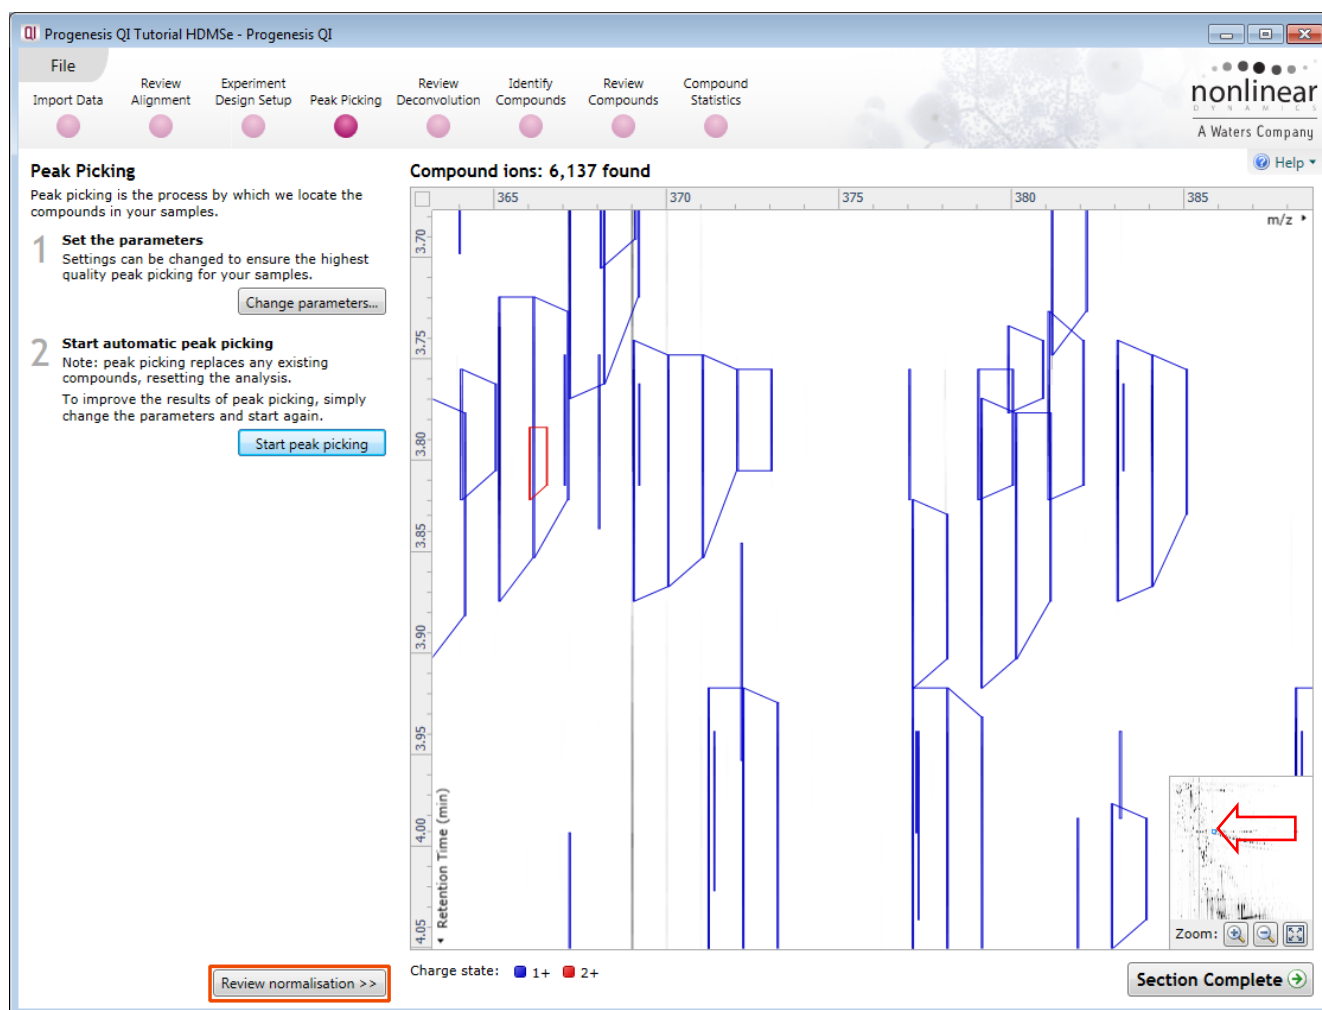 QI Progenesis QI Tutorial HDMSe - Progenesis QI
File
Import Data
Review Alignment
Experiment Design Setup
Peak Picking
Review Deconvolution
Identify Compounds
Review Compounds
Compound Statistics
nonlinear
DYNAMICS
A Waters Company
Help
Peak Picking
Peak picking is the process by which we locate the
compounds in your samples.
1 Set the parameters
Settings can be changed to ensure the highest
quality peak picking for your samples.
Change parameters...
2 Start automatic peak picking
Note: peak picking replaces any existing
compounds, resetting the analysis.
To improve the results of peak picking, simply
change the parameters and start again.
Start peak picking
Review normalisation >>
Compound ions: 6,137 found
365 370 375 380 385
m/z
3.70
3.75
3.80
3.85
3.90
3.95
4.00
4.05
Retention Time (min)
Zoom:
Charge state: 1+ 2+
Section Complete